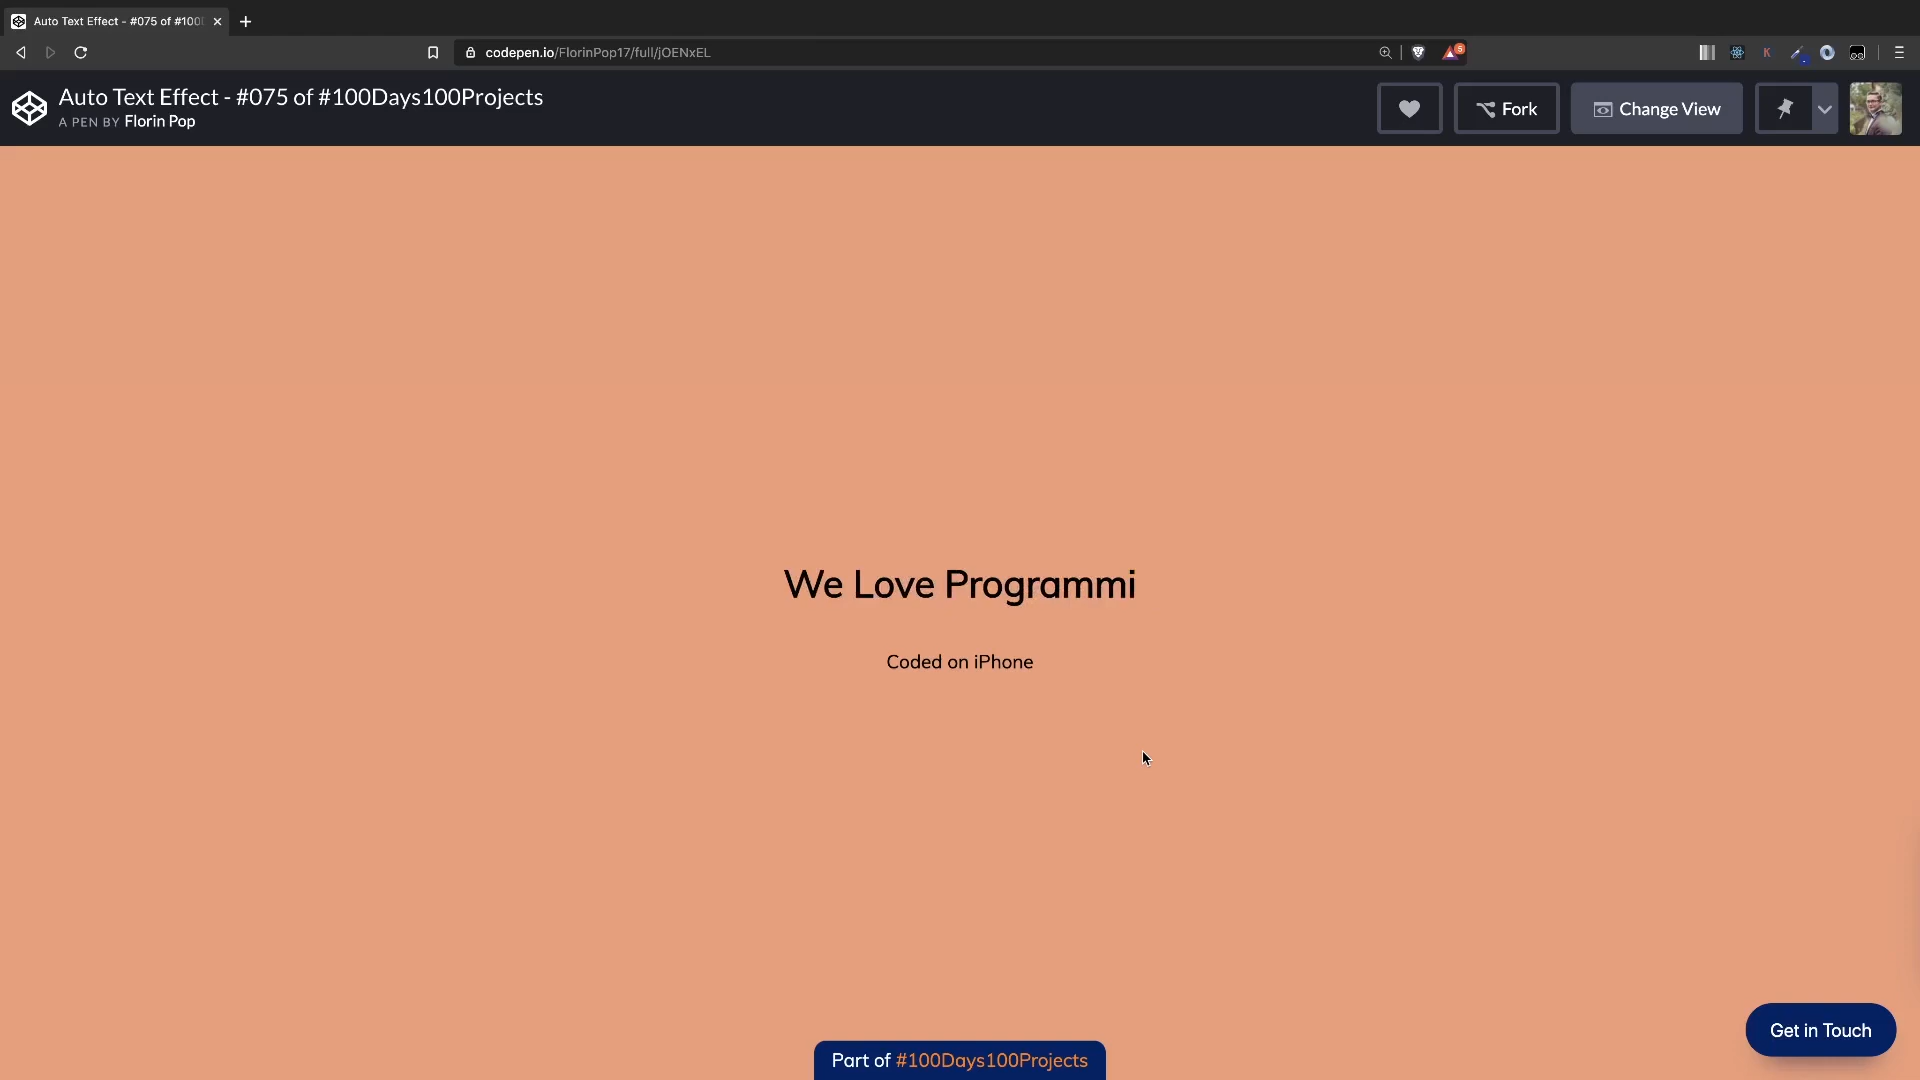 Auto Text Effect - #075 of #100
codepen.io/FlorinPop17/full/jOENxEL
5
K
Auto Text Effect - #075 of #100Days100Projects
A PEN BY Florin Pop
Fork
Change View
We Love Programmi
Coded on iPhone
Get in Touch
Part of #100Days100Projects